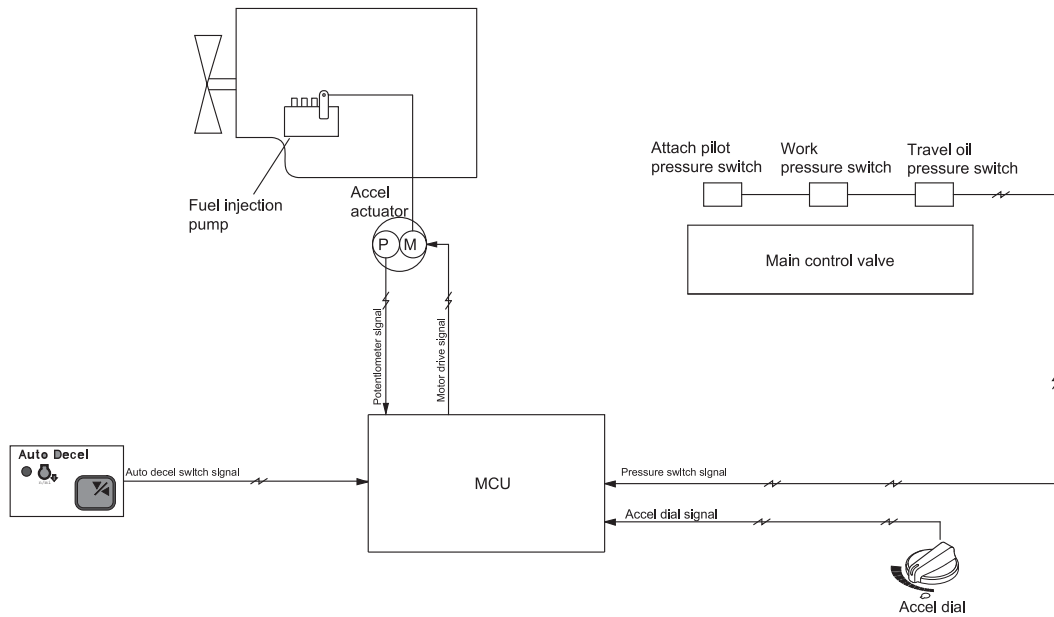 Attach pilot
pressure switch
Work
pressure switch
Travel oil
pressure switch
Fuel injection
pump
Accel
actuator
P
M
Main control valve
Potentiometer signal
Motor drive signal
Auto Decel
Auto decel switch signal
MCU
Pressure switch signal
Accel dial signal
Accel dial